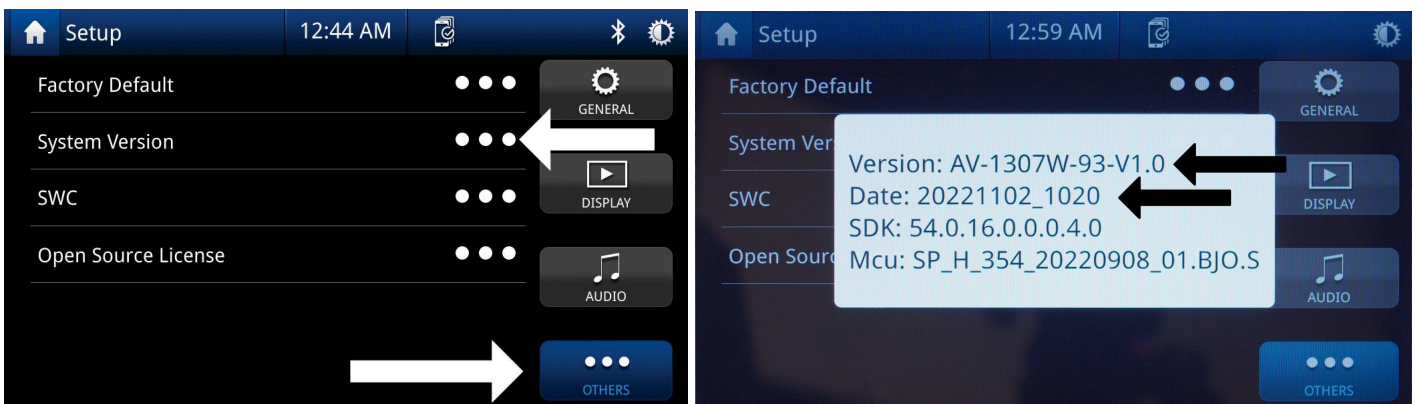 Setup
12:44 AM
Factory Default
System Version
SWC
Open Source License
GENERAL
DISPLAY
AUDIO
OTHERS
Setup
12:59 AM
Factory Default
System Ver
SWC
Open Sourc
Version: AV-1307W-93-V1.0
Date: 20221102_1020
SDK: 54.0.16.0.0.0.4.0
Mcu: SP_H_354_20220908_01.BJO.S
GENERAL
DISPLAY
AUDIO
OTHERS